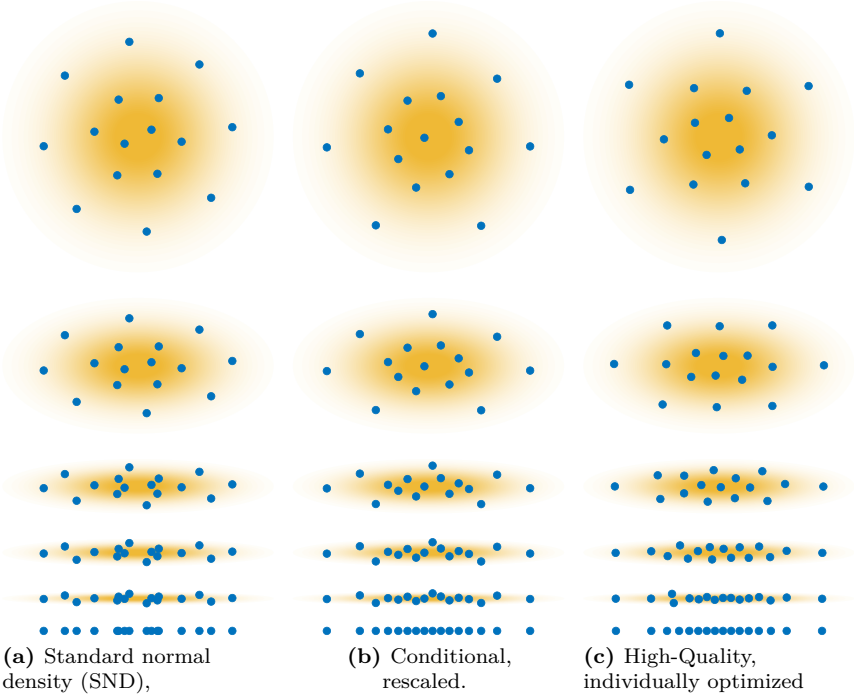 (a) Standard normal
density (SND),
(b) Conditional,
rescaled.
(c) High-Quality,
individually optimized